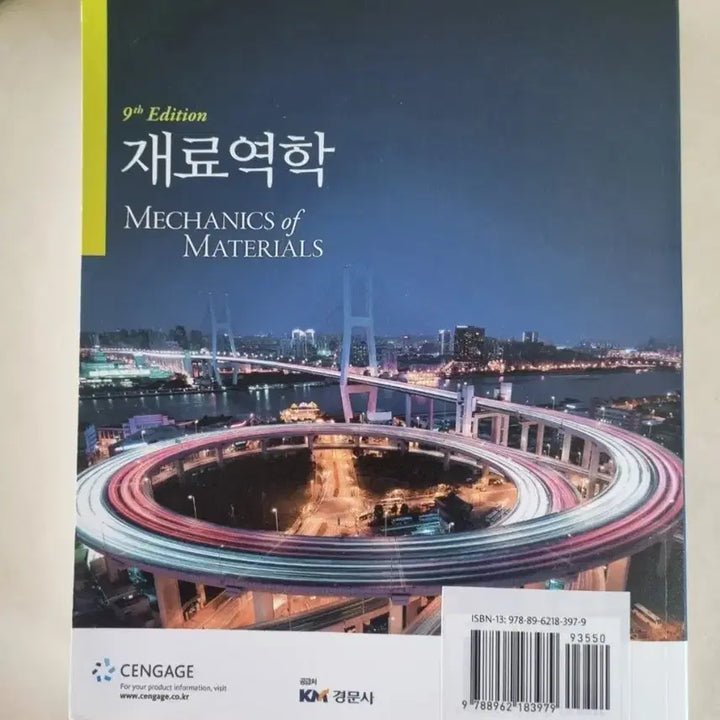 9th Edition
재료역학
MECHANICS of
MATERIALS
ISBN-13: 978-89-6218-397-9
93550
9 788962 183979
CENGAGE
For your product information, visit
www.cengage.co.kr
공급처
KM 경문사